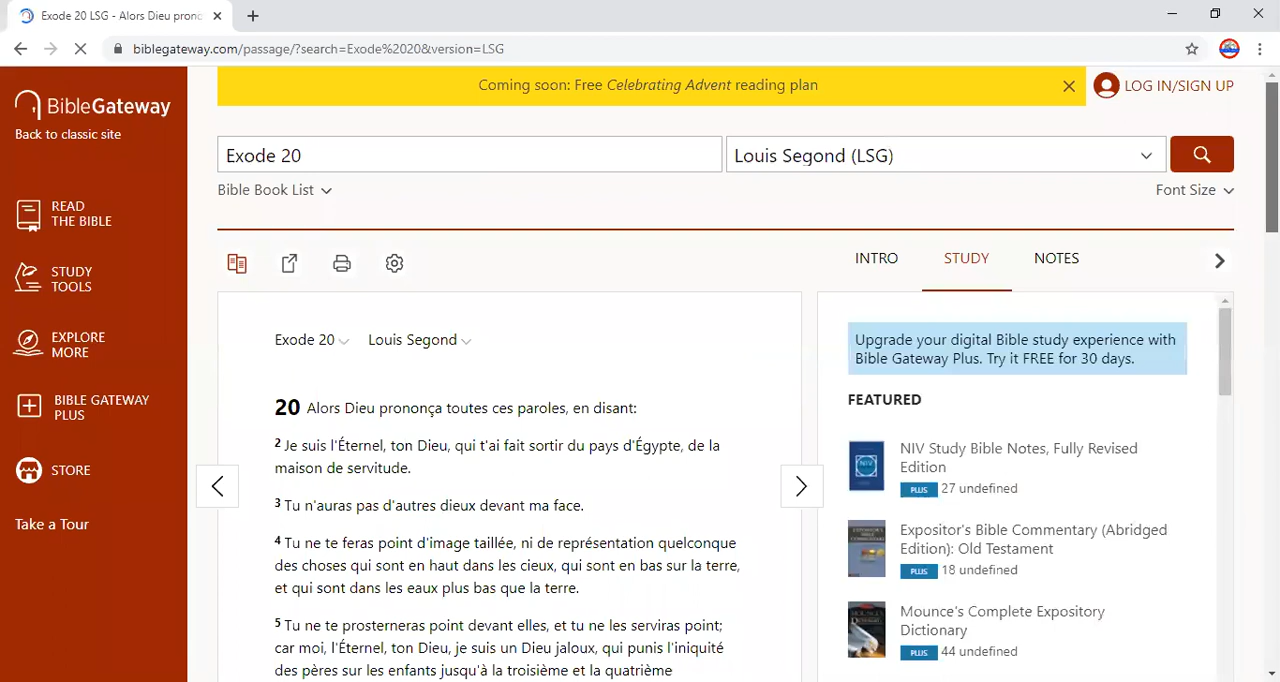 Exode 20 LSG - Alors Dieu pronc
biblegateway.com/passage/?search=Exode%2020&version=LSG
Coming soon: Free Celebrating Advent reading plan
LOG IN/SIGN UP
BibleGateway
Back to classic site
READ
THE BIBLE
STUDY
TOOLS
EXPLORE
MORE
BIBLE GATEWAY
PLUS
STORE
Take a Tour
Exode 20
Louis Segond (LSG)
Bible Book List
Font Size
INTRO
STUDY
NOTES
Exode 20
Louis Segond
20 Alors Dieu prononça toutes ces paroles, en disant:
2 Je suis l'Éternel, ton Dieu, qui t'ai fait sortir du pays d'Égypte, de la
maison de servitude.
3 Tu n'auras pas d'autres dieux devant ma face.
4 Tu ne te feras point d'image taillée, ni de représentation quelconque
des choses qui sont en haut dans les cieux, qui sont en bas sur la terre,
et qui sont dans les eaux plus bas que la terre.
5 Tu ne te prosterneras point devant elles, et tu ne les serviras point;
car moi, l'Éternel, ton Dieu, je suis un Dieu jaloux, qui punis l'iniquité
des pères sur les enfants jusqu'à la troisième et la quatrième
Upgrade your digital Bible study experience with
Bible Gateway Plus. Try it FREE for 30 days.
FEATURED
NIV Study Bible Notes, Fully Revised
Edition
PLUS 27 undefined
Expositor's Bible Commentary (Abridged
Edition): Old Testament
PLUS 18 undefined
Mounce's Complete Expository
Dictionary
PLUS 44 undefined